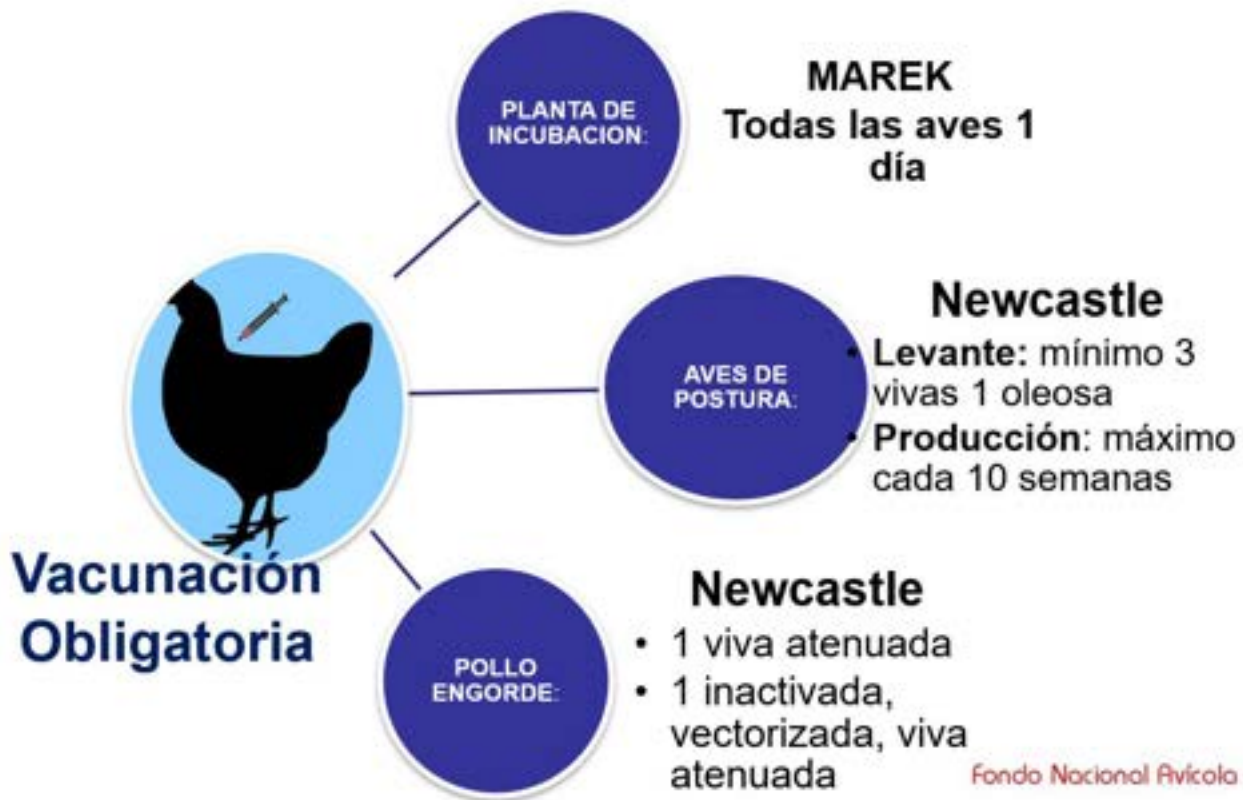 PLANTA DE
INCUBACION:
MAREK
Todas las aves 1
día
AVES DE
POSTURA:
Newcastle
• Levante: mínimo 3
vivas 1 oleosa
• Producción: máximo
cada 10 semanas
Vacunación
Obligatoria
POLLO
ENGORDE:
Newcastle
• 1 viva atenuada
• 1 inactivada,
vectorizada, viva
atenuada
Fondo Nacional Avícola